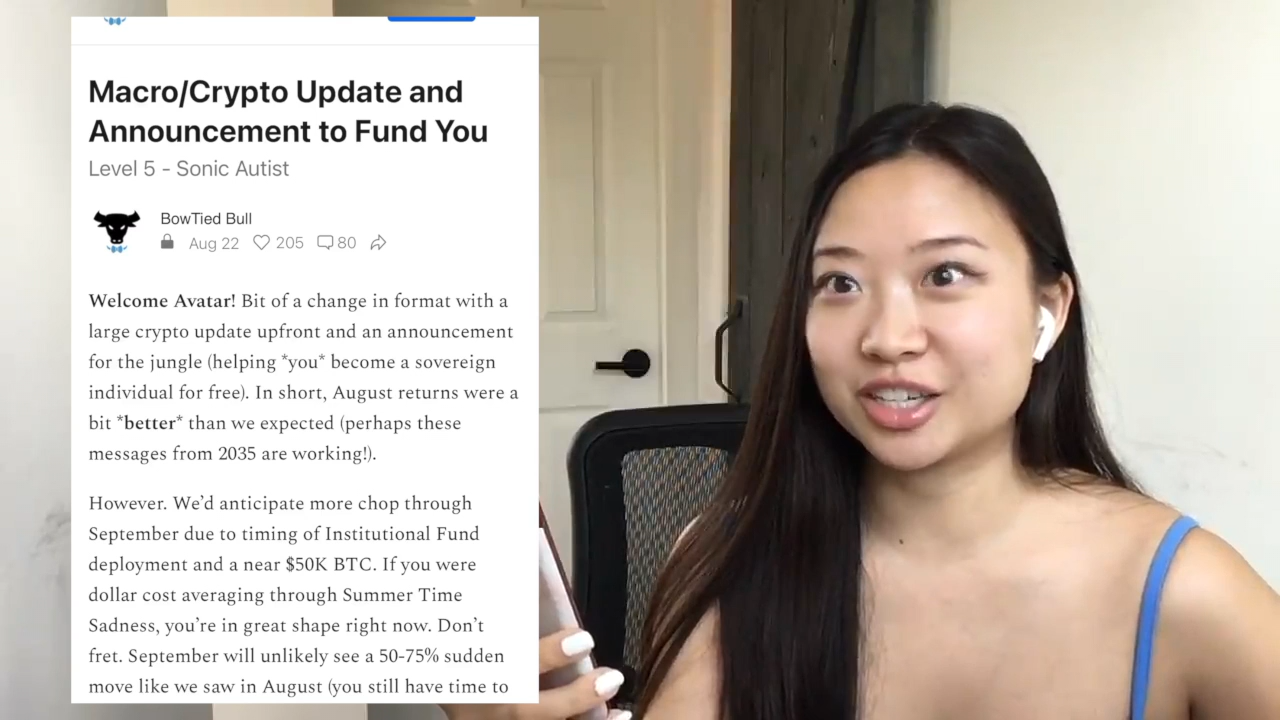 Macro/Crypto Update and
Announcement to Fund You
Level 5 - Sonic Autist
BowTied Bull
Aug 22 205 80
Welcome Avatar! Bit of a change in format with a
large crypto update upfront and an announcement
for the jungle (helping *you* become a sovereign
individual for free). In short, August returns were a
bit *better* than we expected (perhaps these
messages from 2035 are working!).
However. We’d anticipate more chop through
September due to timing of Institutional Fund
deployment and a near $50K BTC. If you were
dollar cost averaging through Summer Time
Sadness, you’re in great shape right now. Don’t
fret. September will unlikely see a 50-75% sudden
move like we saw in August (you still have time to